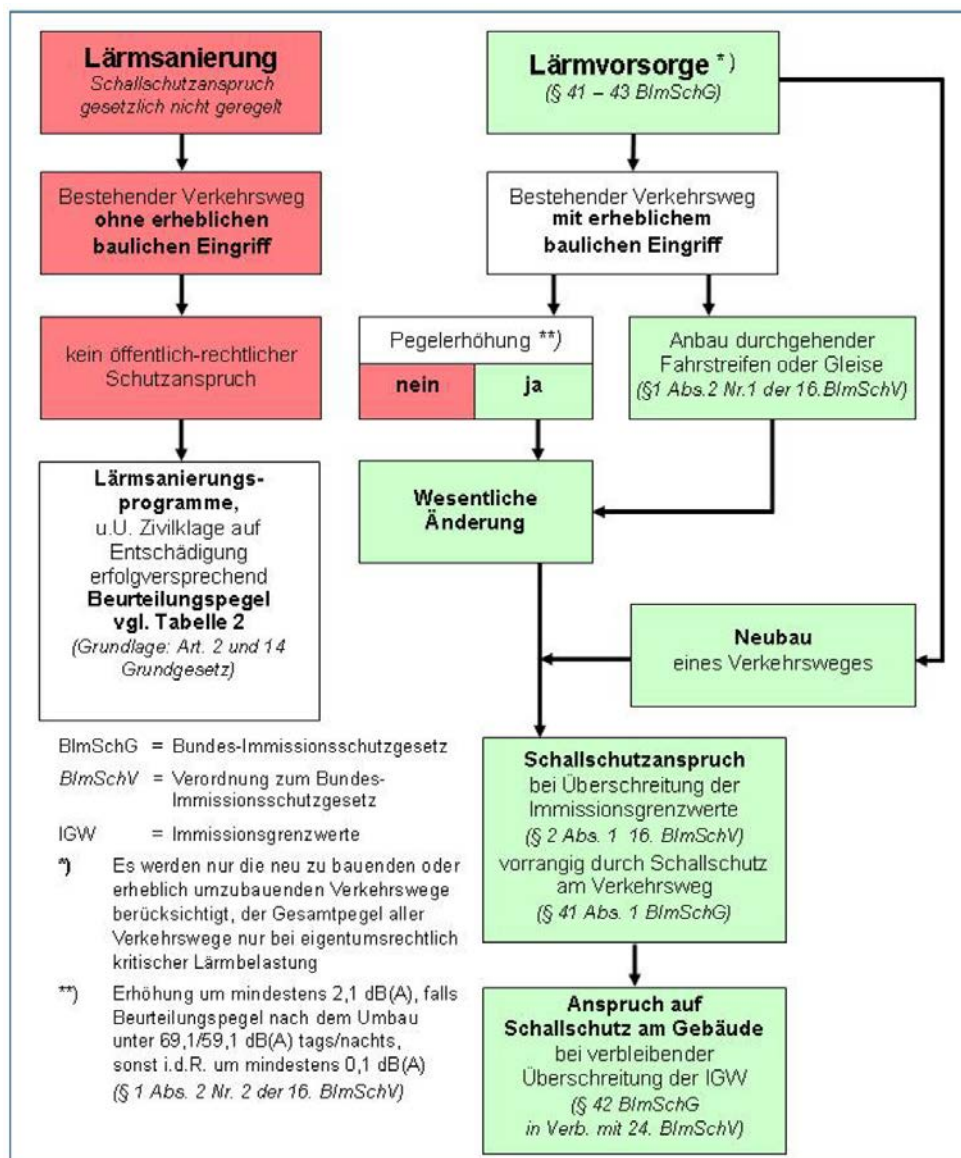 Lärmsanierung
Schallschutzanspruch
gesetzlich nicht geregelt
Bestehender Verkehrsweg
ohne erheblichen
baulichen Eingriff
kein öffentlich-rechtlicher
Schutzanspruch
Lärmsanierungs-
programme,
u.U. Zivilklage auf
Entschädigung
erfolgversprechend
Beurteilungspegel
vgl. Tabelle 2
(Grundlage: Art. 2 und 14
Grundgesetz)
Lärmvorsorge *)
(§ 41 – 43 BImSchG)
Bestehender Verkehrsweg
mit erheblichem
baulichen Eingriff
Pegelerhöhung **)
nein ja
Anbau durchgehender
Fahrstreifen oder Gleise
(§1 Abs.2 Nr.1 der 16.BImSchV)
Wesentliche
Änderung
Neubau
eines Verkehrsweges
Schallschutzanspruch
bei Überschreitung der
Immissionsgrenzwerte
(§ 2 Abs. 1 16. BImSchV)
vorrangig durch Schallschutz
am Verkehrsweg
(§ 41 Abs. 1 BImSchG)
Anspruch auf
Schallschutz am Gebäude
bei verbleibender
Überschreitung der IGW
(§ 42 BImSchG
in Verb. mit 24. BImSchV)
BImSchG = Bundes-Immissionsschutzgesetz
BImSchV = Verordnung zum Bundes-
Immissionsschutzgesetz
IGW = Immissionsgrenzwerte
*) Es werden nur die neu zu bauenden oder
erheblich umzubauenden Verkehrswege
berücksichtigt, der Gesamtpegel aller
Verkehrswege nur bei eigentumsrechtlich
kritischer Lärmbelastung
**) Erhöhung um mindestens 2,1 dB(A), falls
Beurteilungspegel nach dem Umbau
unter 69,1/59,1 dB(A) tags/nachts,
sonst i.d.R. um mindestens 0,1 dB(A)
(§ 1 Abs. 2 Nr. 2 der 16. BImSchV)